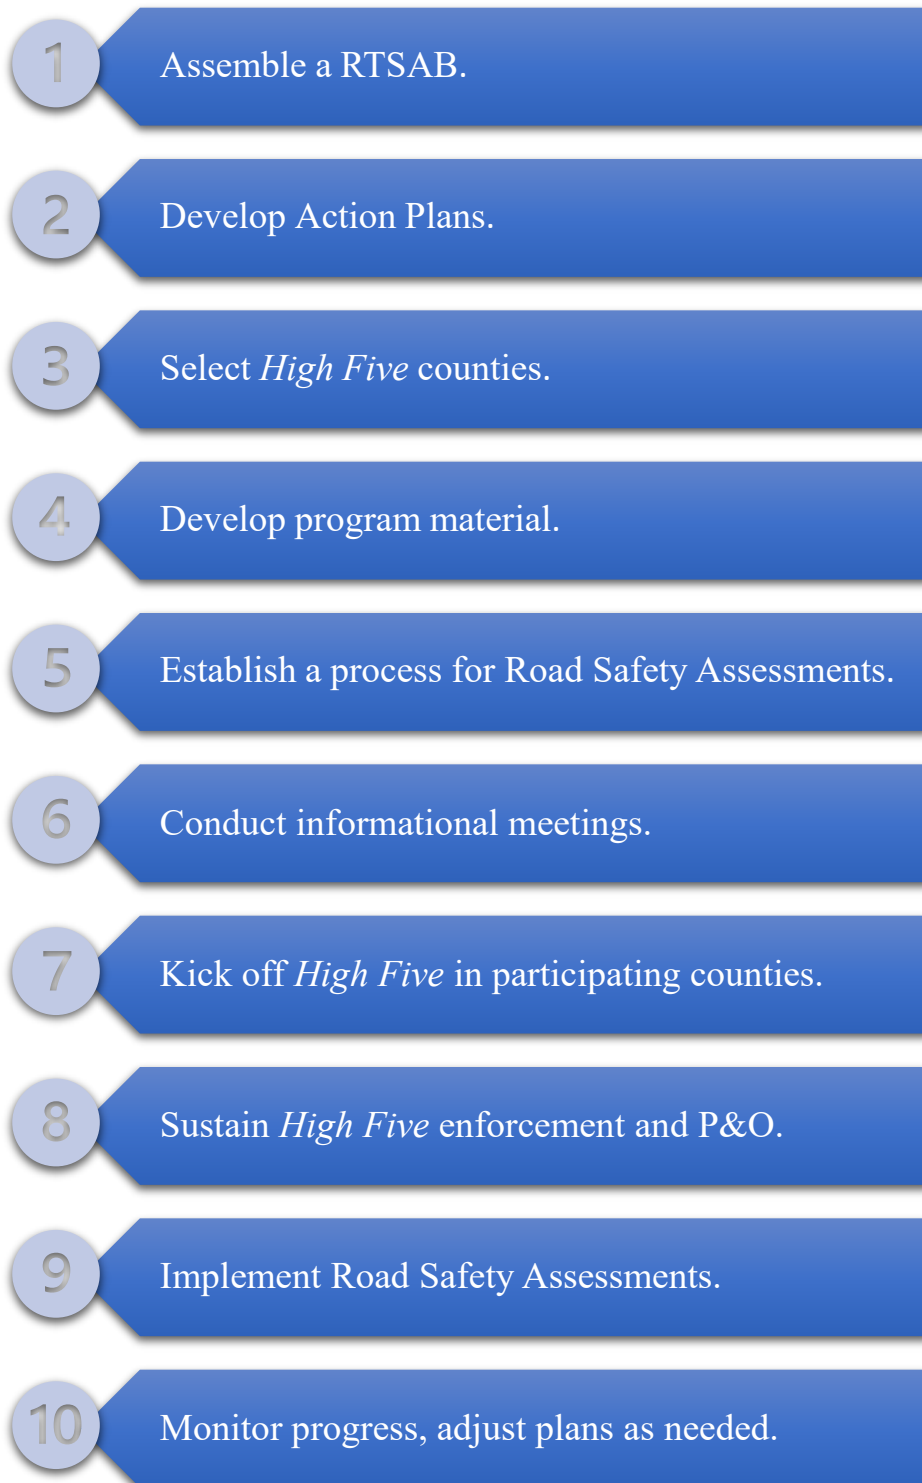 1
Assemble a RTSAB.
2
Develop Action Plans.
3
Select High Five counties.
4
Develop program material.
5
Establish a process for Road Safety Assessments.
6
Conduct informational meetings.
7
Kick off High Five in participating counties.
8
Sustain High Five enforcement and P&O.
9
Implement Road Safety Assessments.
10
Monitor progress, adjust plans as needed.